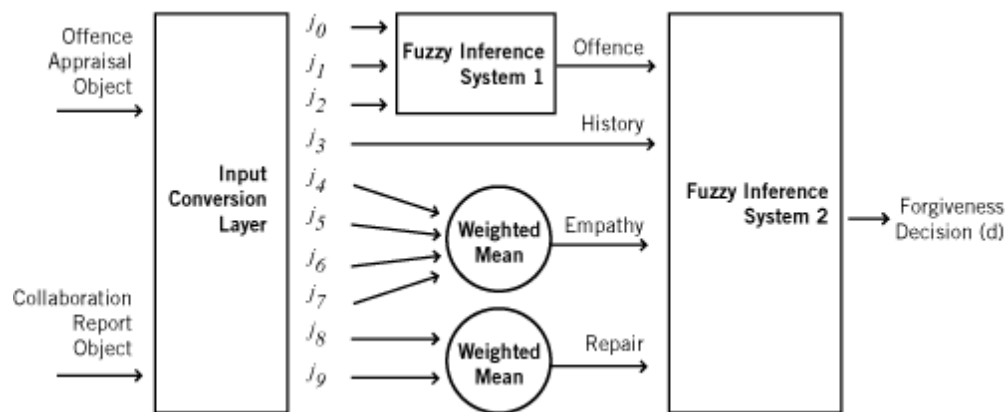 Offence
Appraisal
Object
Collaboration
Report
Object
Input
Conversion
Layer
j0
j1
j2
j3
j4
j5
j6
j7
j8
j9
Fuzzy Inference
System 1
Offence
History
Weighted
Mean
Empathy
Weighted
Mean
Repair
Fuzzy Inference
System 2
Forgiveness
Decision (d)